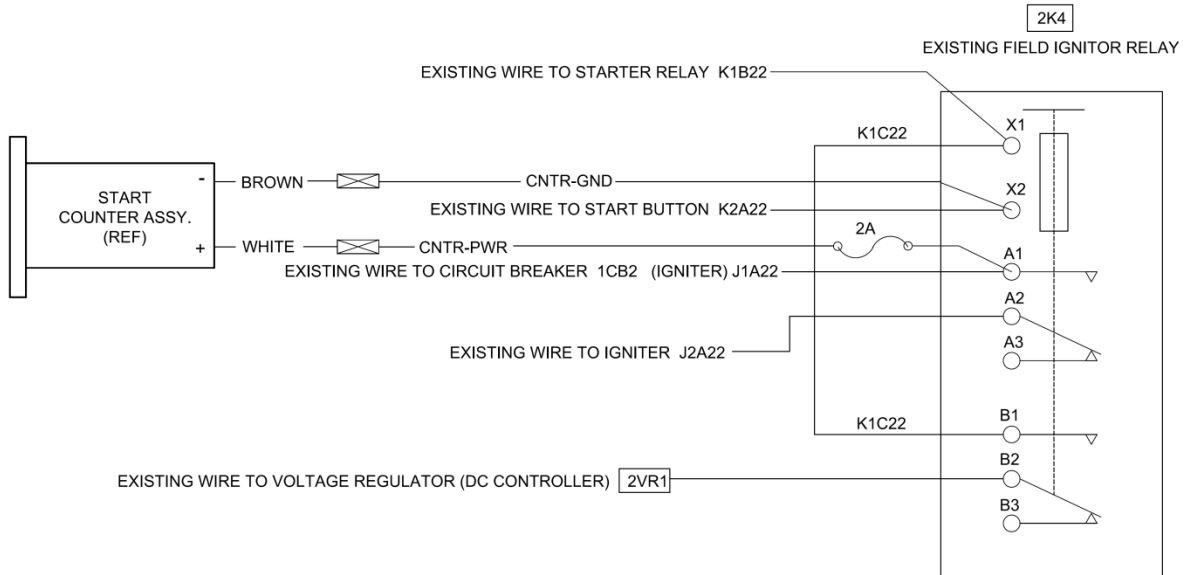 2K4
EXISTING FIELD IGNITOR RELAY
EXISTING WIRE TO STARTER RELAY K1B22
X1
K1C22
START
COUNTER ASSY.
(REF)
-
BROWN
CNTR-GND
X2
EXISTING WIRE TO START BUTTON K2A22
2A
+
WHITE
CNTR-PWR
A1
EXISTING WIRE TO CIRCUIT BREAKER 1CB2 (IGNITER) J1A22
A2
EXISTING WIRE TO IGNITER J2A22
A3
B1
K1C22
B2
EXISTING WIRE TO VOLTAGE REGULATOR (DC CONTROLLER) 2VR1
B3